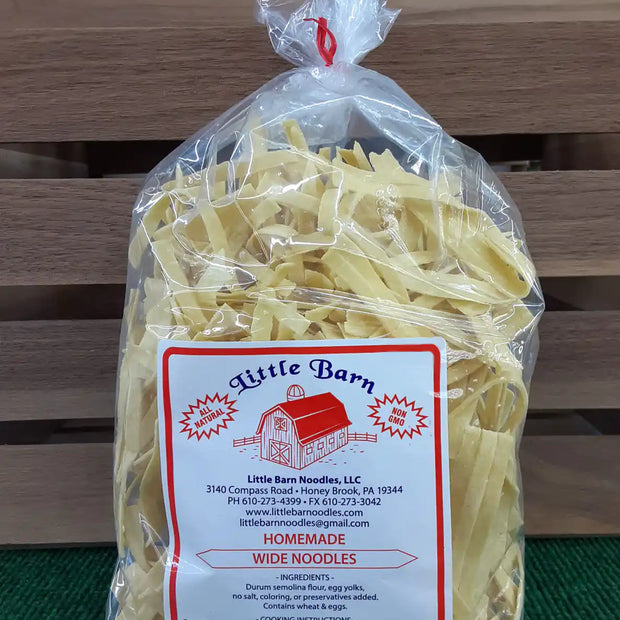 Little Barn
ALL
NATURAL
NON
GMO
Little Barn Noodles, LLC
3140 Compass Road • Honey Brook, PA 19344
PH 610-273-4399 • FX 610-273-3042
www.littlebarnnoodles.com
littlebarnnoodles@gmail.com
HOMEMADE
WIDE NOODLES
- INGREDIENTS -
Durum semolina flour, egg yolks,
no salt, coloring, or preservatives added.
Contains wheat & eggs.
- COOKING INSTRUCTIONS -